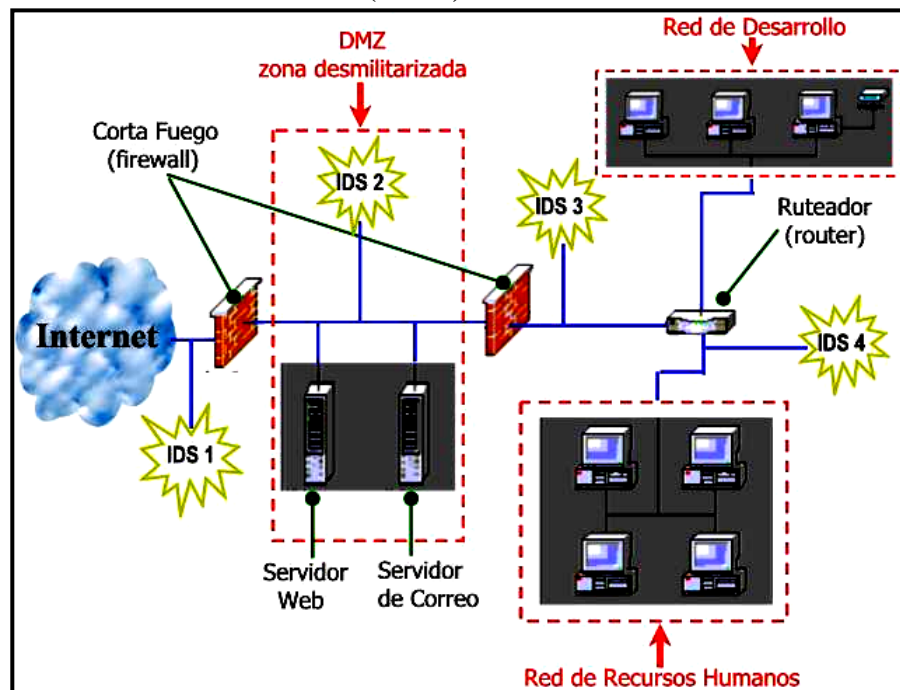 DMZ
zona desmilitarizada
Red de Desarrollo
Corta Fuego
(firewall)
IDS 2
IDS 3
Ruteador
(router)
Internet
IDS 4
IDS 1
Servidor
Web
Servidor
de Correo
Red de Recursos Humanos